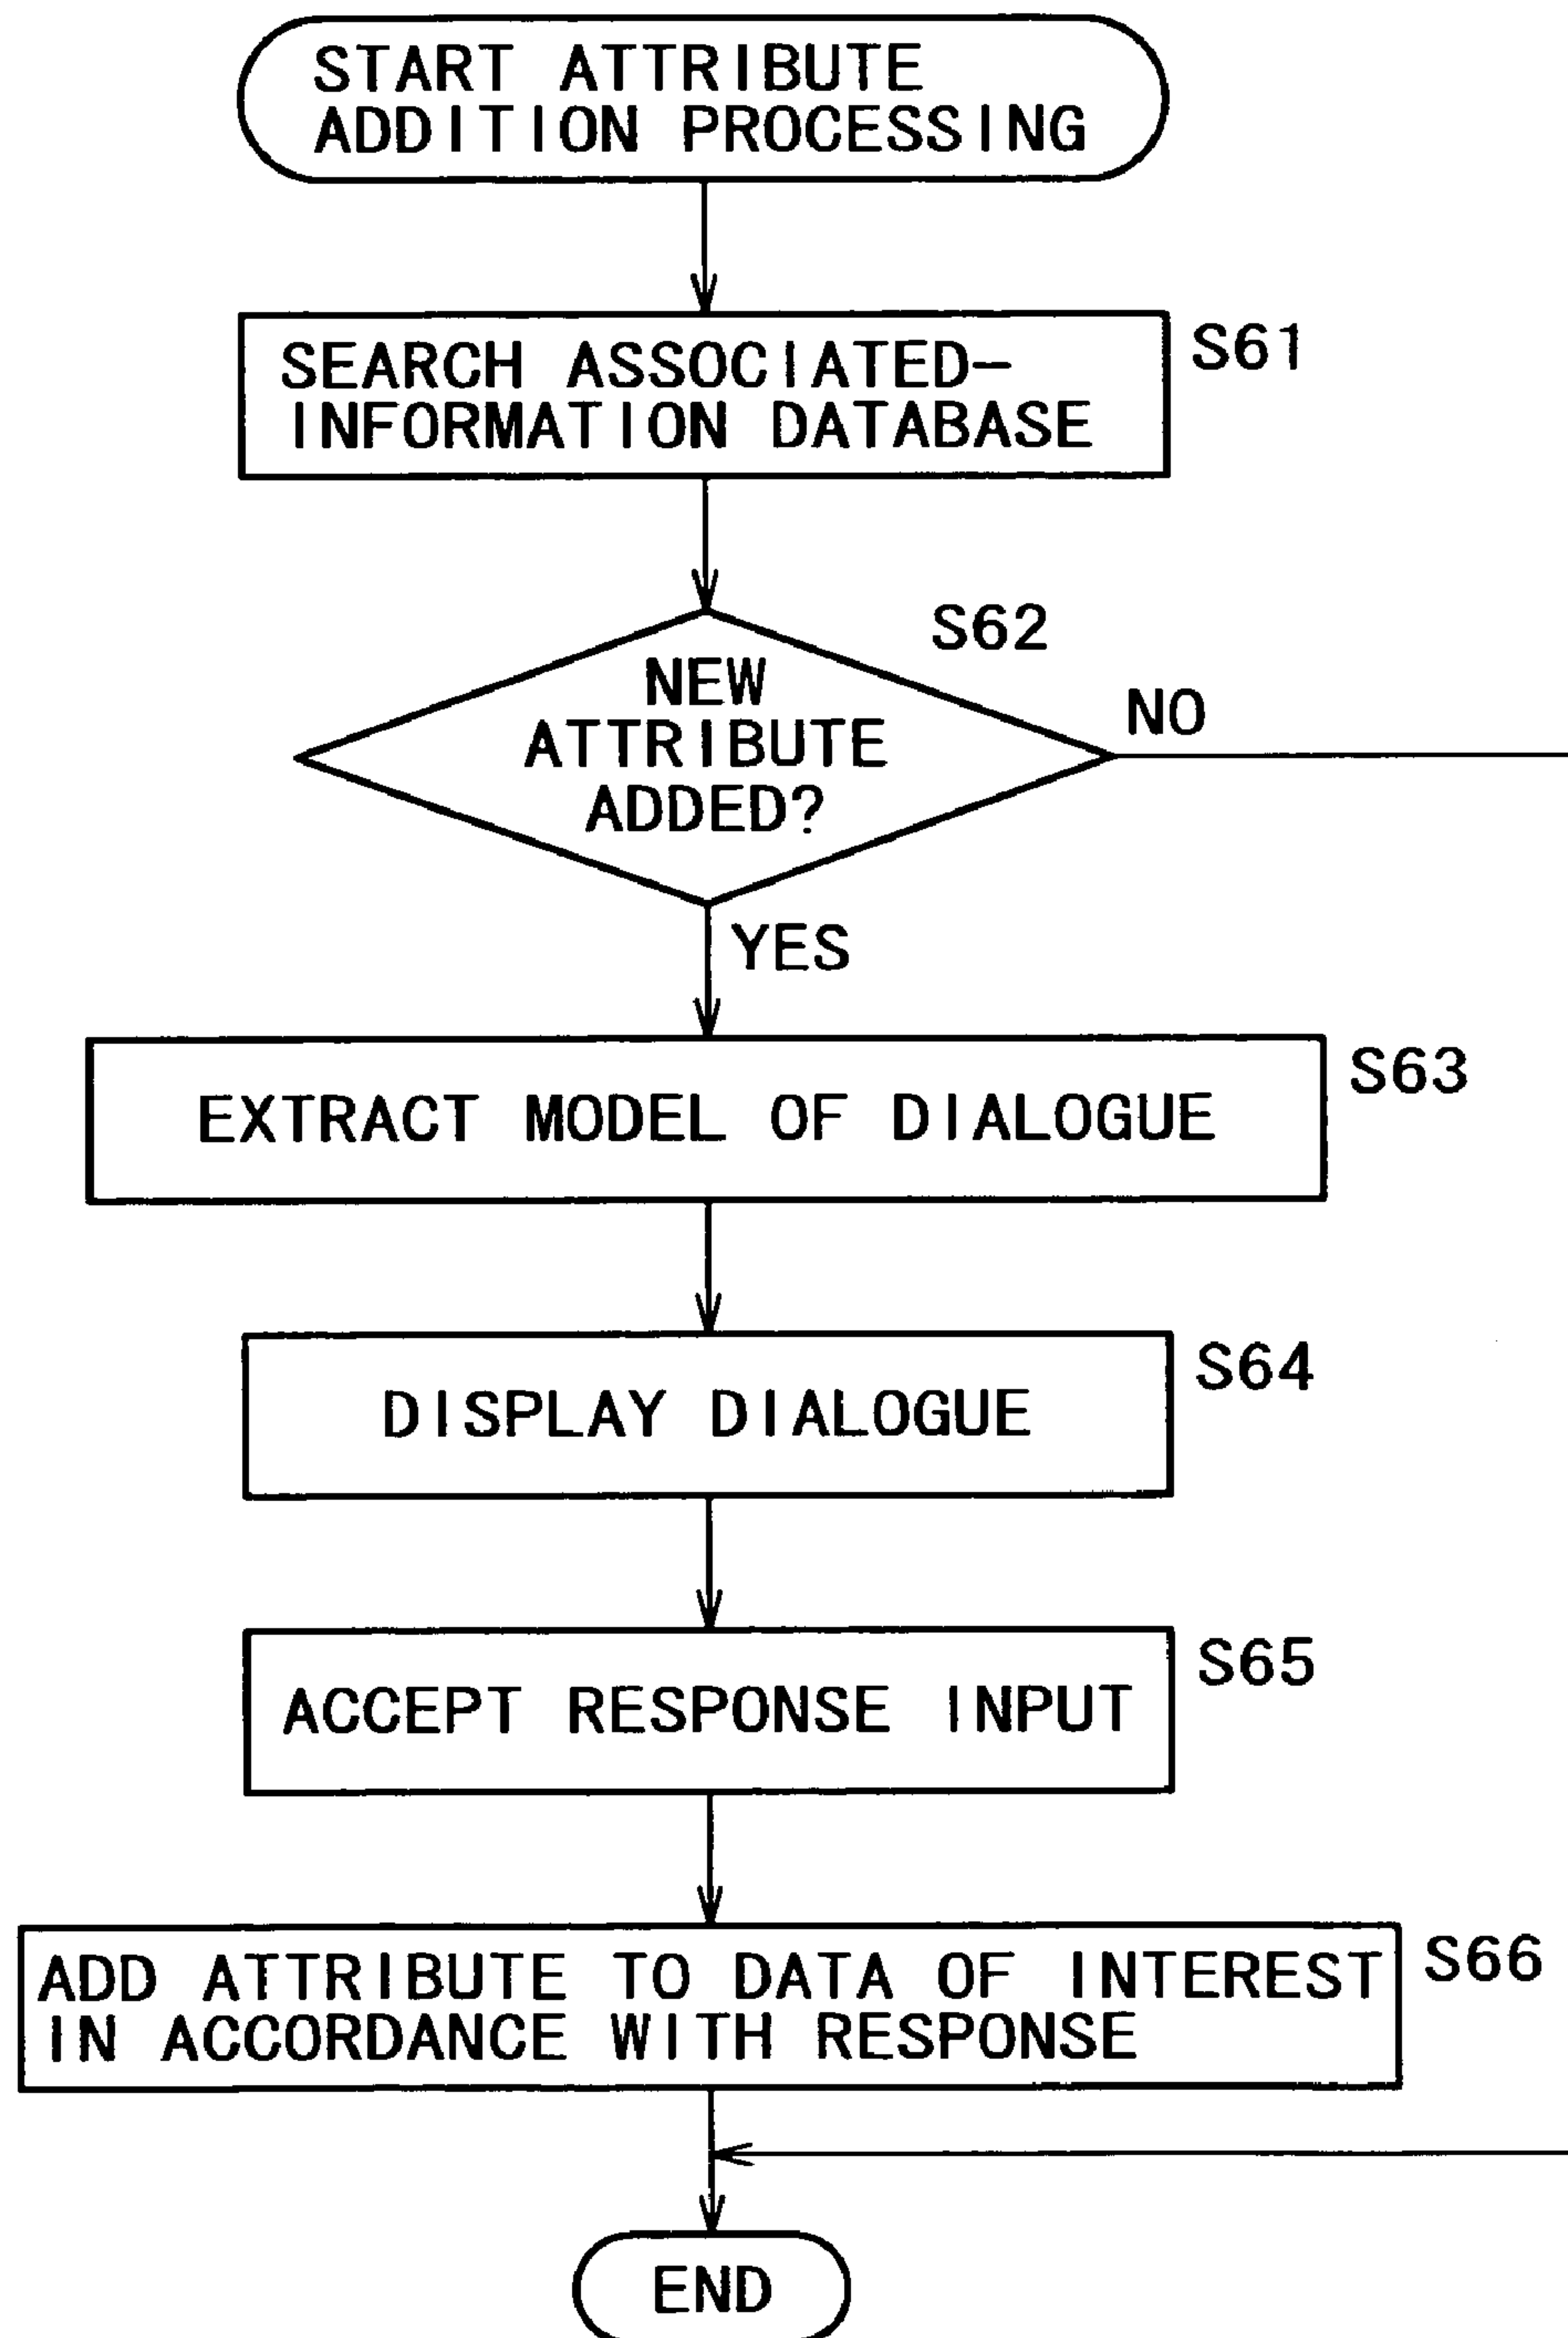 START ATTRIBUTE
ADDITION PROCESSING
SEARCH ASSOCIATED-
INFORMATION DATABASE
S61
S62
NEW
ATTRIBUTE
ADDED?
NO
YES
EXTRACT MODEL OF DIALOGUE
S63
DISPLAY DIALOGUE
S64
ACCEPT RESPONSE INPUT
S65
ADD ATTRIBUTE TO DATA OF INTEREST
IN ACCORDANCE WITH RESPONSE
S66
END